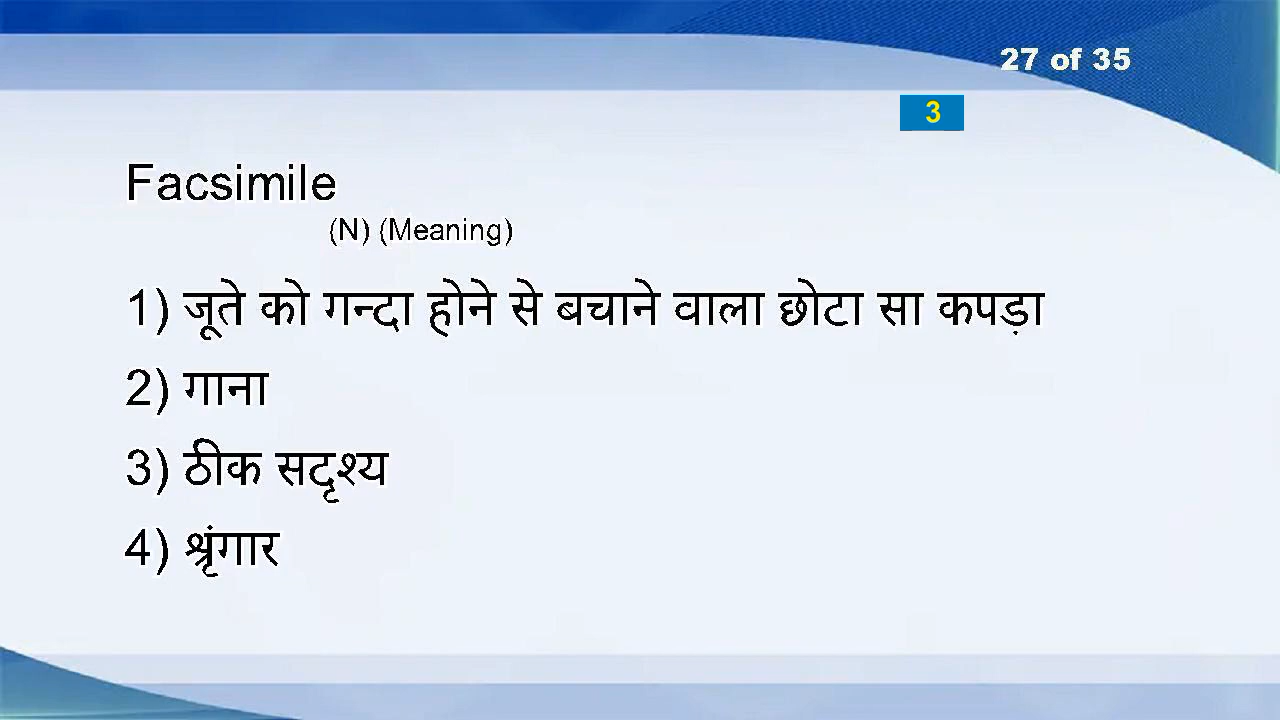 27 of 35
3
Facsimile
(N) (Meaning)
1) जूते को गन्दा होने से बचाने वाला छोटा सा कपड़ा
2) गाना
3) ठीक सदृश्य
4) श्रृंगार